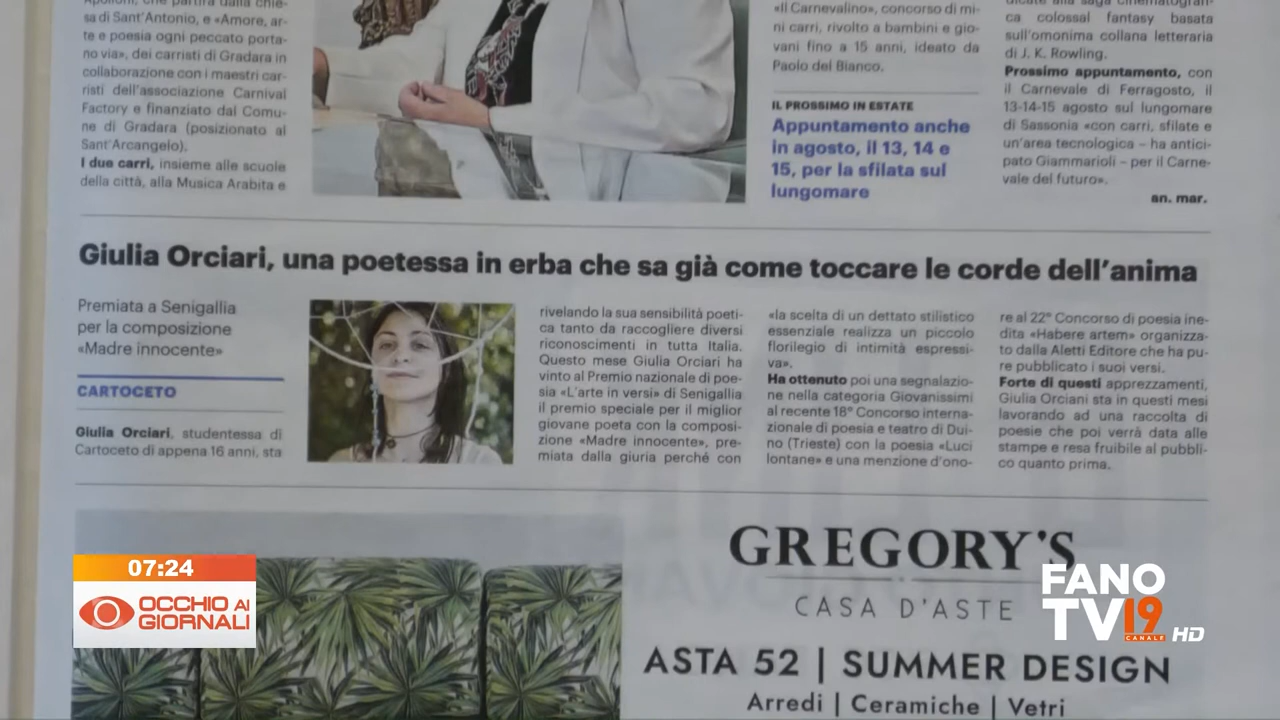 sa di Sant'Antonio, e «Amore, ar-
te e poesia ogni peccato porta-
no via», dei carristi di Gradara in
collaborazione con i maestri car-
risti dell'associazione Carnival
Factory e finanziato dal Comu-
ne di Gradara (posizionato al
Sant'Arcangelo).
I due carri, insieme alle scuole
della città, alla Musica Arabita e
«Il Carnevalino», concorso di mi-
ni carri, rivolto a bambini e gio-
vani fino a 15 anni, ideato da
Paolo del Bianco.
IL PROSSIMO IN ESTATE
Appuntamento anche
in agosto, il 13, 14 e
15, per la sfilata sul
lungomare
ca colossal fantasy basata
sull'omonima collana letteraria
di J. K. Rowling.
Prossimo appuntamento, con
il Carnevale di Ferragosto, il
13-14-15 agosto sul lungomare
di Sassonia «con carri, sfilate e
un'area tecnologica – ha antici-
pato Giammarioli – per il Carne-
vale del futuro».
an. mar.
Giulia Orciari, una poetessa in erba che sa già come toccare le corde dell'anima
Premiata a Senigallia
per la composizione
«Madre innocente»
CARTOCETO
Giulia Orciari, studentessa di
Cartoceto di appena 16 anni, sta
rivelando la sua sensibilità poeti-
ca tanto da raccogliere diversi
riconoscimenti in tutta Italia.
Questo mese Giulia Orciari ha
vinto al Premio nazionale di poe-
sia «L'arte in versi» di Senigallia
il premio speciale per il miglior
giovane poeta con la composi-
zione «Madre innocente», pre-
miata dalla giuria perché con
«la scelta di un dettato stilistico
essenziale realizza un piccolo
florilegio di intimità espressi-
va».
Ha ottenuto poi una segnalazio-
ne nella categoria Giovanissimi
al recente 18° Concorso interna-
zionale di poesia e teatro di Dui-
no (Trieste) con la poesia «Luci
lontane» e una menzione d'ono-
re al 22° Concorso di poesia ine-
dita «Habere artem» organizza-
to dalla Aletti Editore che ha pu-
re pubblicato i suoi versi.
Forte di questi apprezzamenti,
Giulia Orciari sta in questi mesi
lavorando ad una raccolta di
poesie che poi verrà data alle
stampe e resa fruibile al pubbli-
co quanto prima.
GREGORY'S
CASA D'ASTE
ASTA 52 | SUMMER DESIGN
Arredi | Ceramiche | Vetri
07:24
OCCHIO AI
GIORNALI
FANO
TV19
CANALE
HD